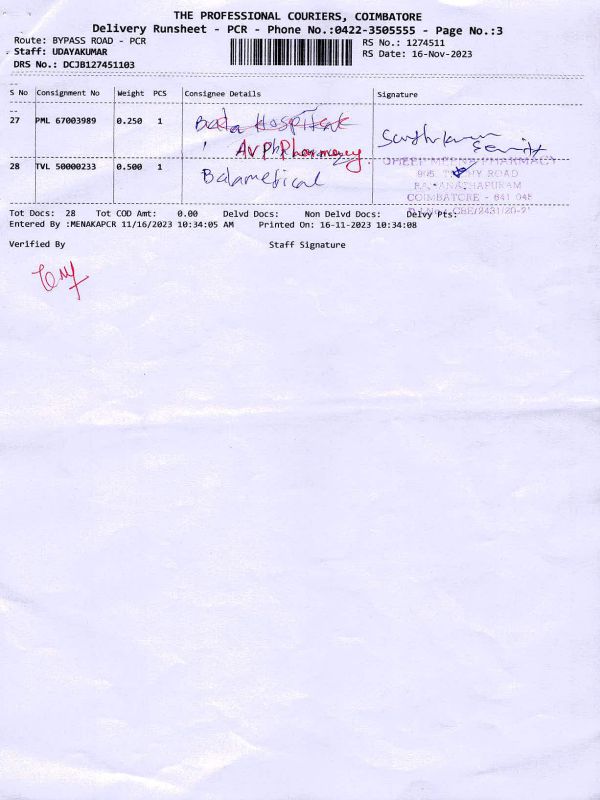 THE PROFESSIONAL COURIERS, COIMBATORE
Delivery Runsheet - PCR - Phone No.:0422-3505555 - Page No.:3
Route: BYPASS ROAD - PCR
RS No.: 1274511
Staff: UDAYAKUMAR
RS Date: 16-Nov-2023
DRS No.: DCJB127451103
S No Consignment No Weight PCS Consignee Details Signature
27 PML 67003989 0.250 1 Bala Hospital
AVP Pharmacy.
28 TVL 50000233 0.500 1 Balamedical
PHARMACY
ROAD
COIMBATORE - 641 045
Tot Docs: 28 Tot COD Amt: 0.00 Delvd Docs: Non Delvd Docs: Delvy Pts:
Entered By :MENAKAPCR 11/16/2023 10:34:05 AM Printed On: 16-11-2023 10:34:08
Verified By Staff Signature